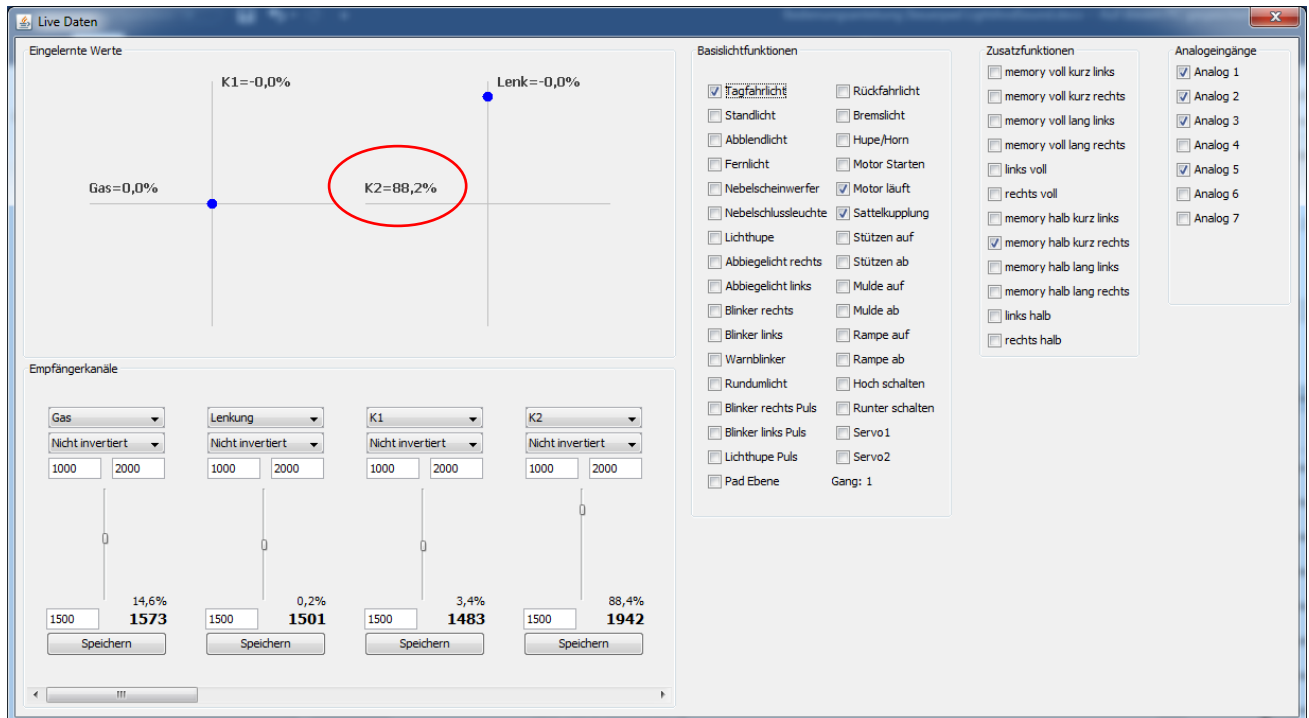 Live Daten
Eingelernte Werte
K1=-0,0%
Lenk=-0,0%
Gas=0,0%
K2=88,2%
Empfängerkanäle
Gas Lenkung K1 K2
Nicht invertiert Nicht invertiert Nicht invertiert Nicht invertiert
1000 2000 1000 2000 1000 2000 1000 2000
14,6% 0,2% 3,4% 88,4%
1500 1573 1500 1501 1500 1483 1500 1942
Speichern Speichern Speichern Speichern
Basislichtfunktionen
Tagfahrlicht Rückfahrlicht
Standlicht Bremslicht
Abblendlicht Hupe/Horn
Fernlicht Motor Starten
Nebelscheinwerfer Motor läuft
Nebelschlussleuchte Sattelkupplung
Lichthupe Stützen auf
Abbiegelicht rechts Stützen ab
Abbiegelicht links Mulde auf
Blinker rechts Mulde ab
Blinker links Rampe auf
Warnblinker Rampe ab
Rundumlicht Hoch schalten
Blinker rechts Puls Runter schalten
Blinker links Puls Servo1
Lichthupe Puls Servo2
Pad Ebene Gang: 1
Zusatzfunktionen
memory voll kurz links
memory voll kurz rechts
memory voll lang links
memory voll lang rechts
links voll
rechts voll
memory halb kurz links
memory halb kurz rechts
memory halb lang links
memory halb lang rechts
links halb
rechts halb
Analogeingänge
Analog 1
Analog 2
Analog 3
Analog 4
Analog 5
Analog 6
Analog 7